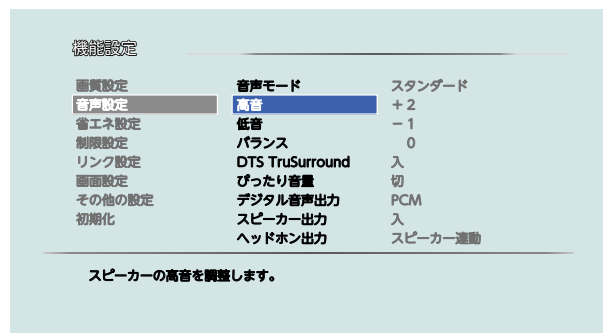 機能設定
画質設定
音声設定
省エネ設定
制限設定
リンク設定
画面設定
その他の設定
初期化
音声モード スタンダード
高音 +2
低音 -1
バランス 0
DTS TruSurround 入
ぴったり音量 切
デジタル音声出力 PCM
スピーカー出力 入
ヘッドホン出力 スピーカー連動
スピーカーの高音を調整します。